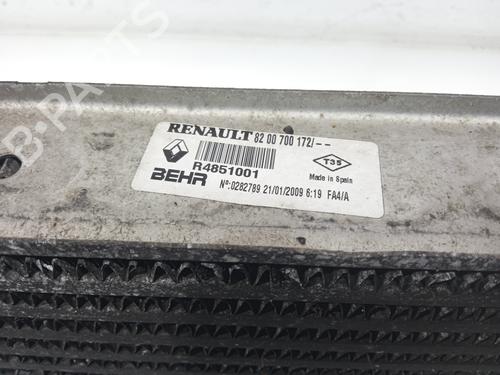 B-PARTS
RENAULT 82 00 700 172/--
R4851001
T35
Made in Spain
BEHR Nº:0282789 21/01/2009 6:19 FA4/A